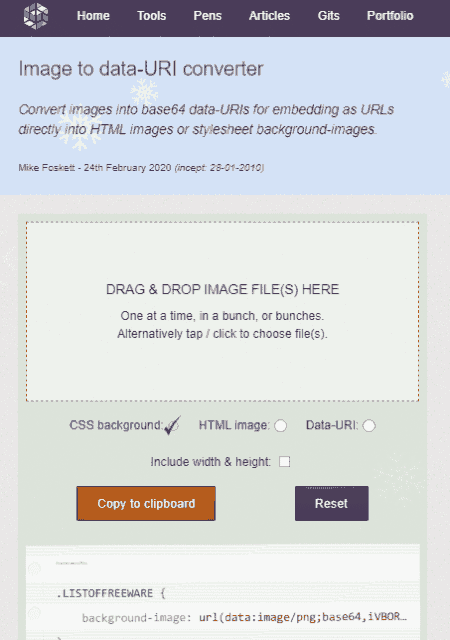 Home Tools Pens Articles Gits Portfolio
Image to data-URI converter
Convert images into base64 data-URIs for embedding as URLs
directly into HTML images or stylesheet background-images.
Mike Foskett - 24th February 2020 (incept: 28-01-2010)
DRAG & DROP IMAGE FILE(S) HERE
One at a time, in a bunch, or bunches.
Alternatively tap / click to choose file(s).
CSS background: HTML image: Data-URI:
Include width & height:
Copy to clipboard Reset
.LISTOFFREEWARE {
background-image: url(data:image/png;base64,iVBOR…